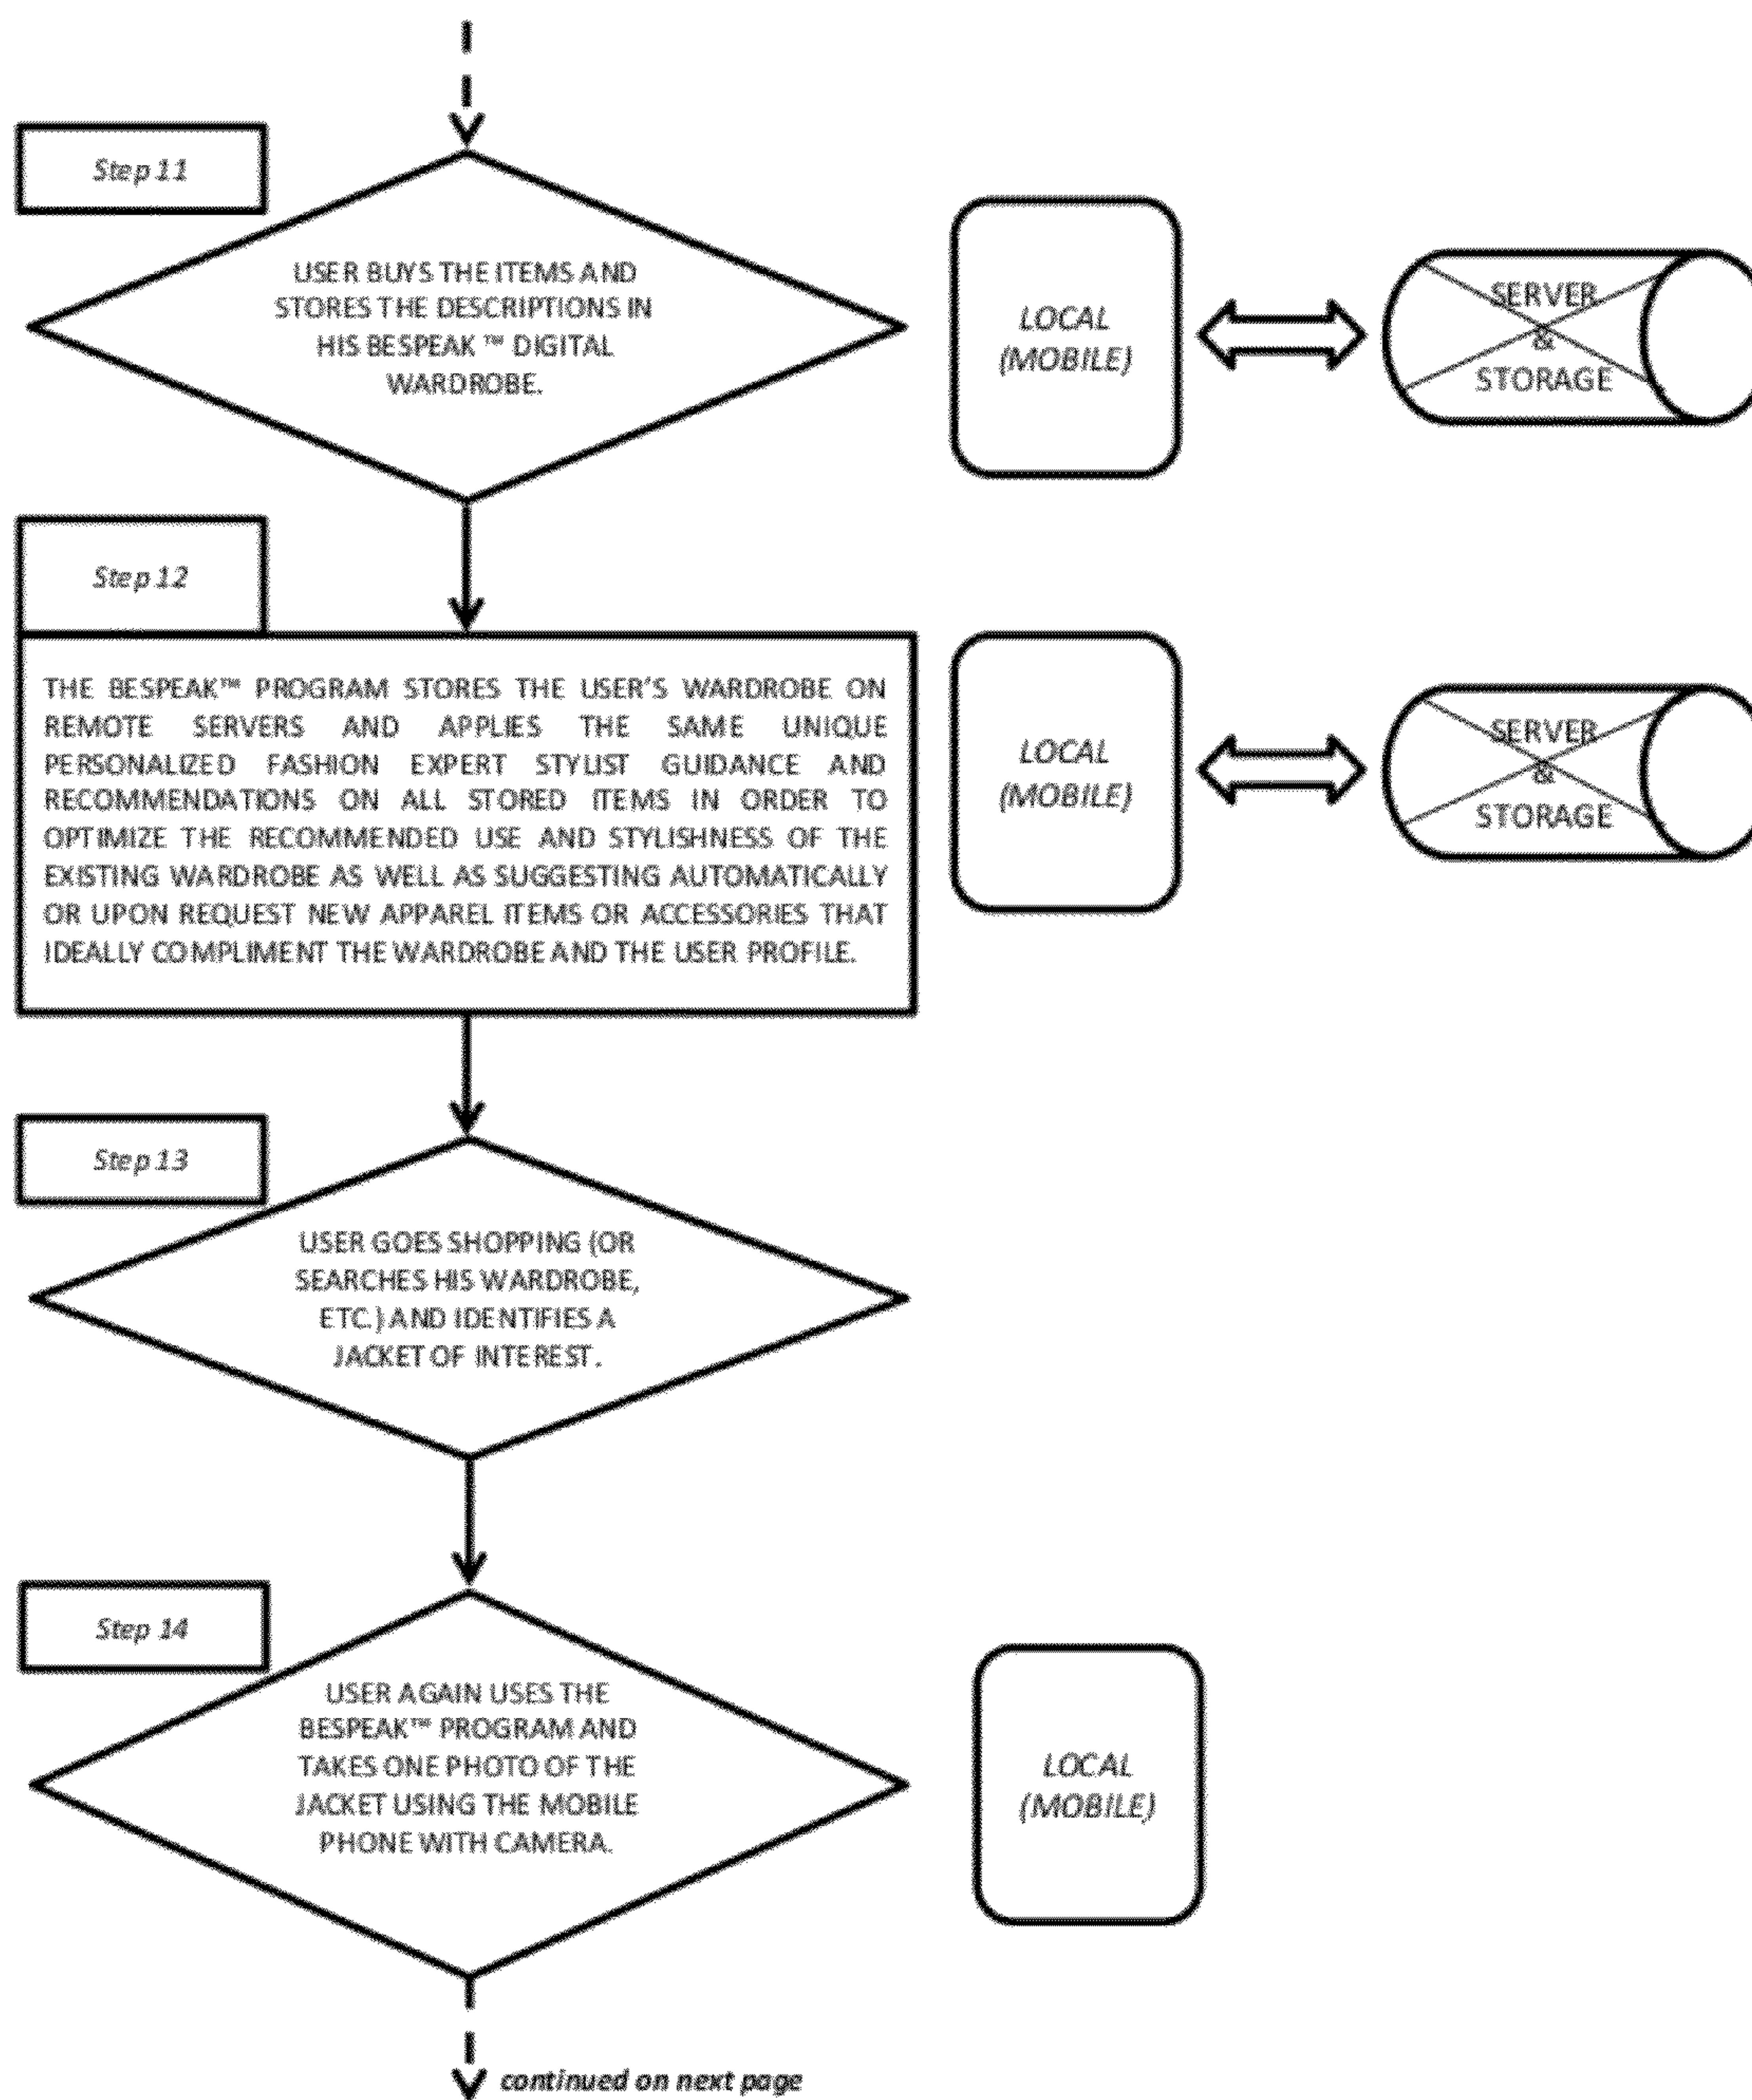 Step 11
USER BUYS THE ITEMS AND
STORES THE DESCRIPTIONS IN
HIS BESPEAK ™ DIGITAL
WARDROBE.
LOCAL
(MOBILE)
SERVER
&
STORAGE
Step 12
THE BESPEAK™ PROGRAM STORES THE USER'S WARDROBE ON
REMOTE SERVERS AND APPLIES THE SAME UNIQUE
PERSONALIZED FASHION EXPERT STYLIST GUIDANCE AND
RECOMMENDATIONS ON ALL STORED ITEMS IN ORDER TO
OPTIMIZE THE RECOMMENDED USE AND STYLISHNESS OF THE
EXISTING WARDROBE AS WELL AS SUGGESTING AUTOMATICALLY
OR UPON REQUEST NEW APPAREL ITEMS OR ACCESSORIES THAT
IDEALLY COMPLIMENT THE WARDROBE AND THE USER PROFILE.
LOCAL
(MOBILE)
SERVER
&
STORAGE
Step 13
USER GOES SHOPPING (OR
SEARCHES HIS WARDROBE,
ETC.) AND IDENTIFIES A
JACKET OF INTEREST.
Step 14
USER AGAIN USES THE
BESPEAK™ PROGRAM AND
TAKES ONE PHOTO OF THE
JACKET USING THE MOBILE
PHONE WITH CAMERA.
LOCAL
(MOBILE)
continued on next page